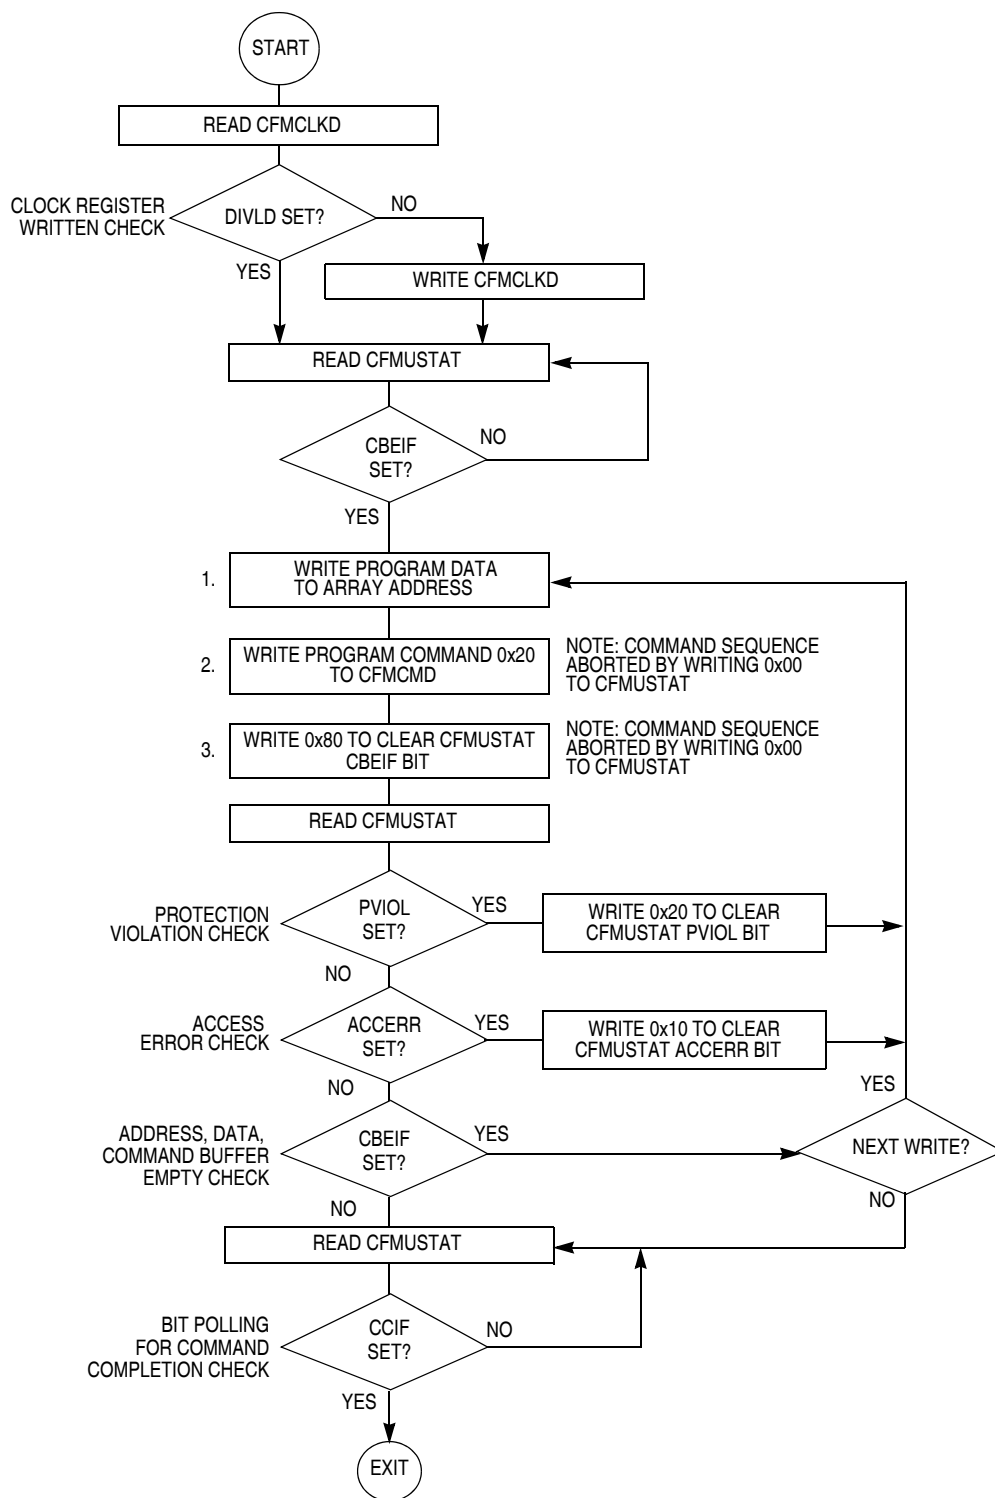 START
READ CFMCLKD
CLOCK REGISTER
WRITTEN CHECK
DIVLD SET?
NO
YES
WRITE CFMCLKD
READ CFMUSTAT
CBEIF
SET?
NO
YES
1.
WRITE PROGRAM DATA
TO ARRAY ADDRESS
2.
WRITE PROGRAM COMMAND 0x20
TO CFMCMD
NOTE: COMMAND SEQUENCE
ABORTED BY WRITING 0x00
TO CFMUSTAT
3.
WRITE 0x80 TO CLEAR CFMUSTAT
CBEIF BIT
NOTE: COMMAND SEQUENCE
ABORTED BY WRITING 0x00
TO CFMUSTAT
READ CFMUSTAT
PROTECTION
VIOLATION CHECK
PVIOL
SET?
YES
WRITE 0x20 TO CLEAR
CFMUSTAT PVIOL BIT
NO
ACCESS
ERROR CHECK
ACCERR
SET?
YES
WRITE 0x10 TO CLEAR
CFMUSTAT ACCERR BIT
NO
YES
ADDRESS, DATA,
COMMAND BUFFER
EMPTY CHECK
CBEIF
SET?
YES
NEXT WRITE?
NO
NO
READ CFMUSTAT
BIT POLLING
FOR COMMAND
COMPLETION CHECK
CCIF
SET?
NO
YES
EXIT